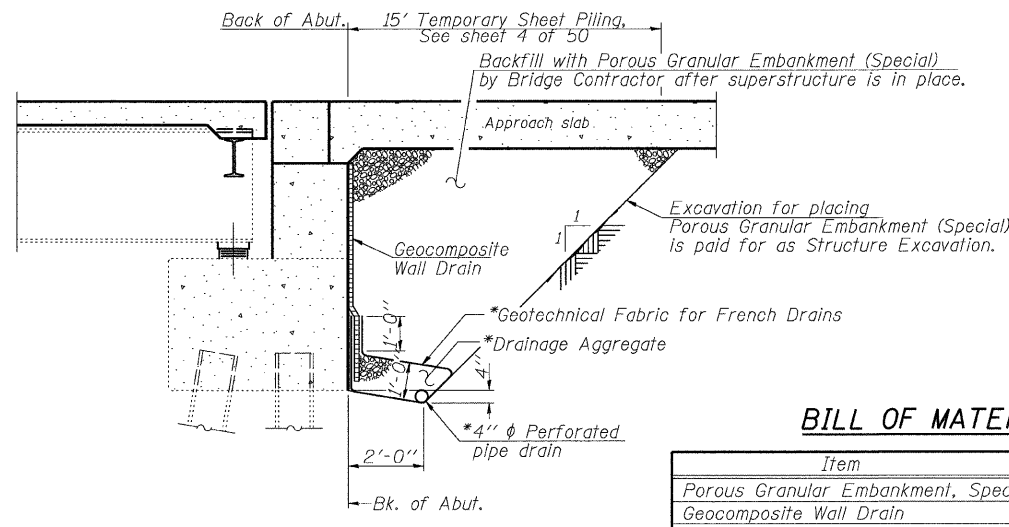 Back of Abut.
15' Temporary Sheet Piling,
See sheet 4 of 50
Backfill with Porous Granular Embankment (Special)
by Bridge Contractor after superstructure is in place.
Approach slab
1
1
Excavation for placing
Porous Granular Embankment (Special)
is paid for as Structure Excavation.
Geocomposite
Wall Drain
1'-0"
*Geotechnical Fabric for French Drains
*Drainage Aggregate
1'-0"
4"
*4" ϕ Perforated
pipe drain
2'-0"
Bk. of Abut.
BILL OF MATE
Item
Porous Granular Embankment, Spec
Geocomposite Wall Drain